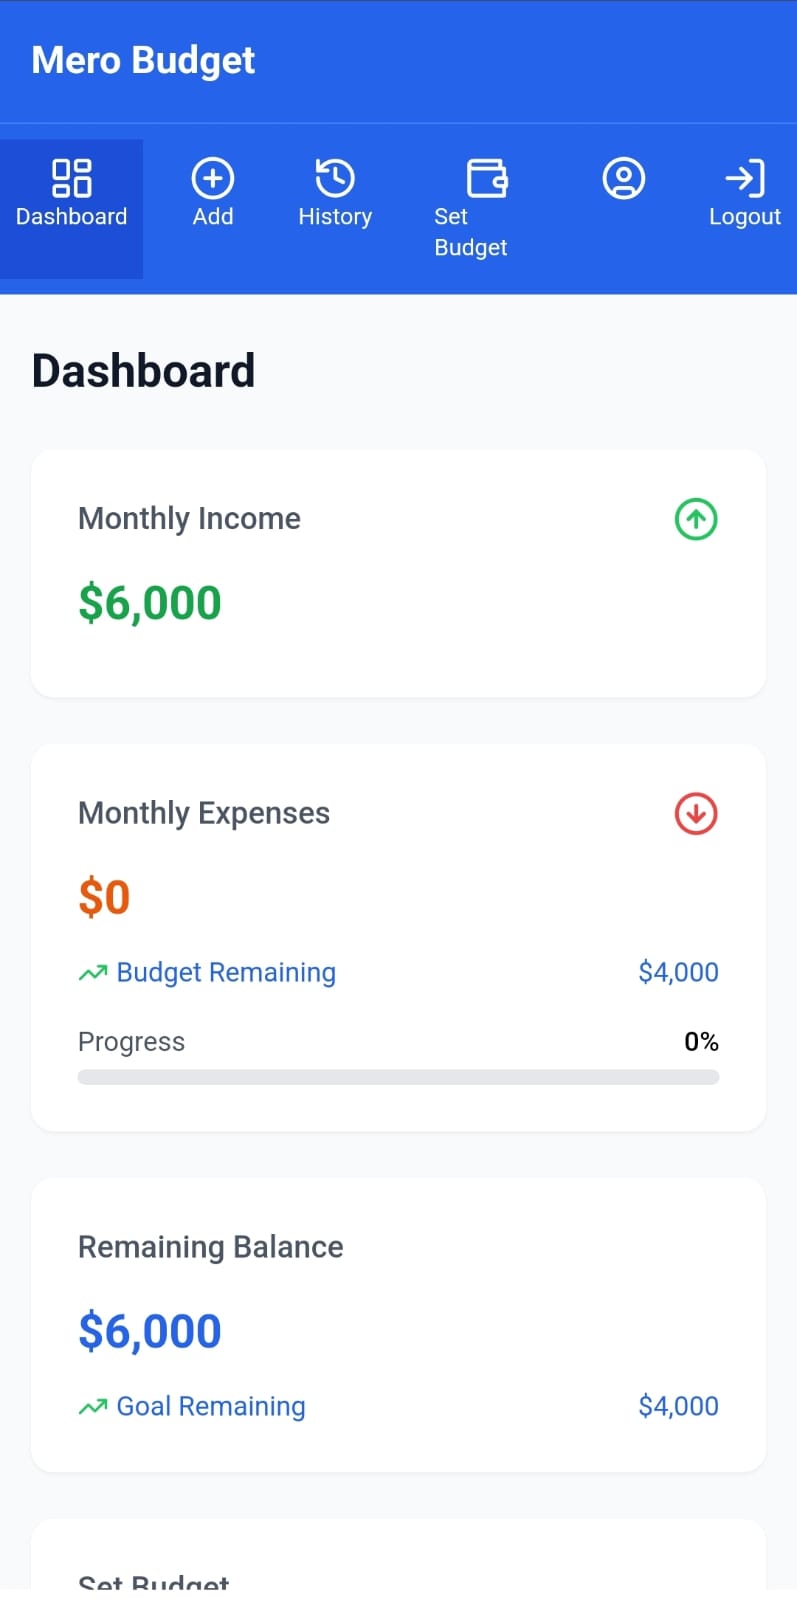 Mero Budget
Dashboard
Add
History
Set
Budget
Logout
Dashboard
Monthly Income
$6,000
Monthly Expenses
$0
Budget Remaining $4,000
Progress 0%
Remaining Balance
$6,000
Goal Remaining $4,000
Set Budget